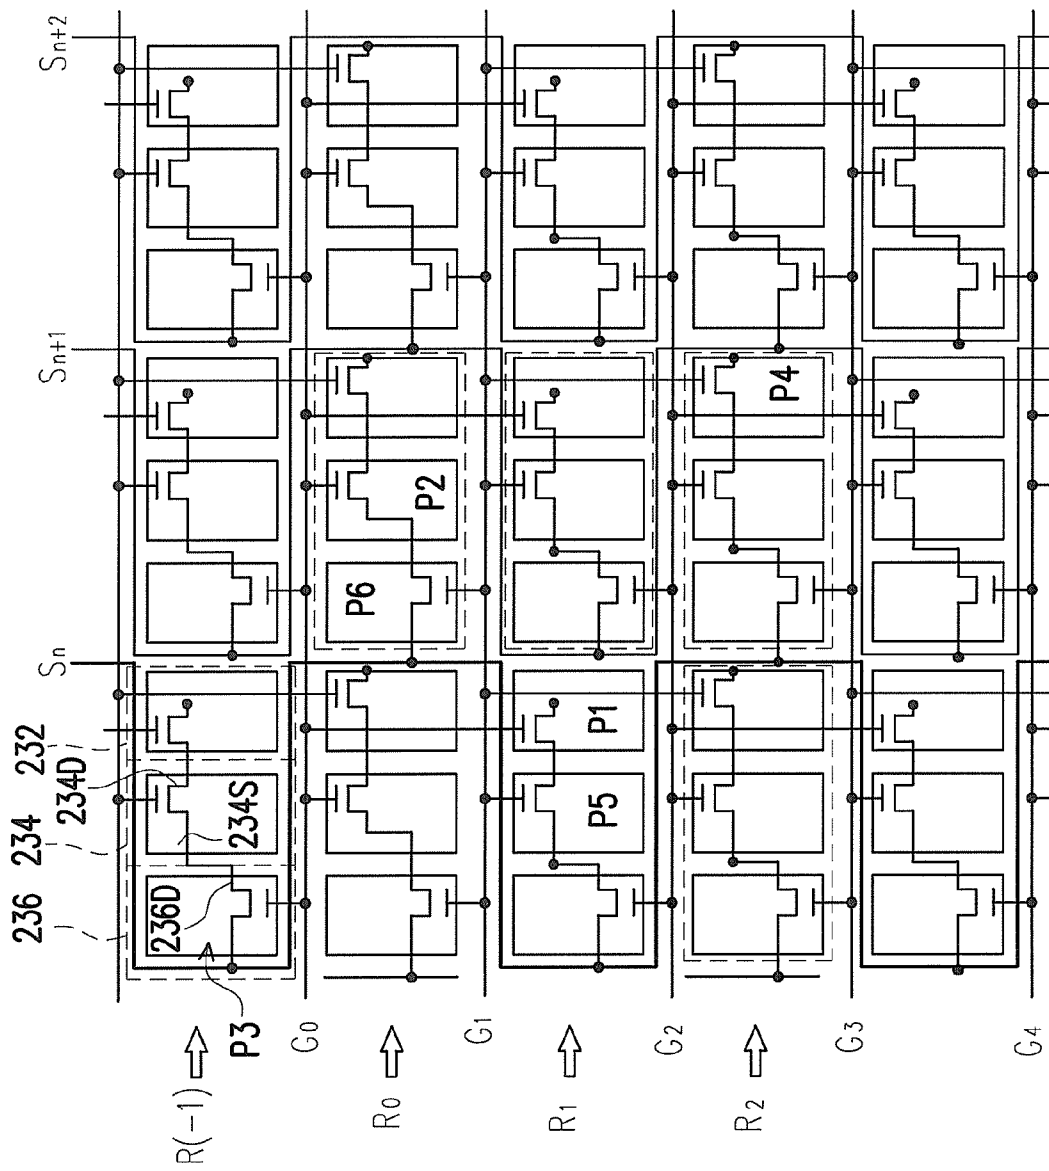 Sn
Sn+1
Sn+2
236
234
232
234D
234S
236D
P3
P6
P2
P5
P1
P4
R(-1)
G0
R0
G1
R1
G2
R2
G3
G4